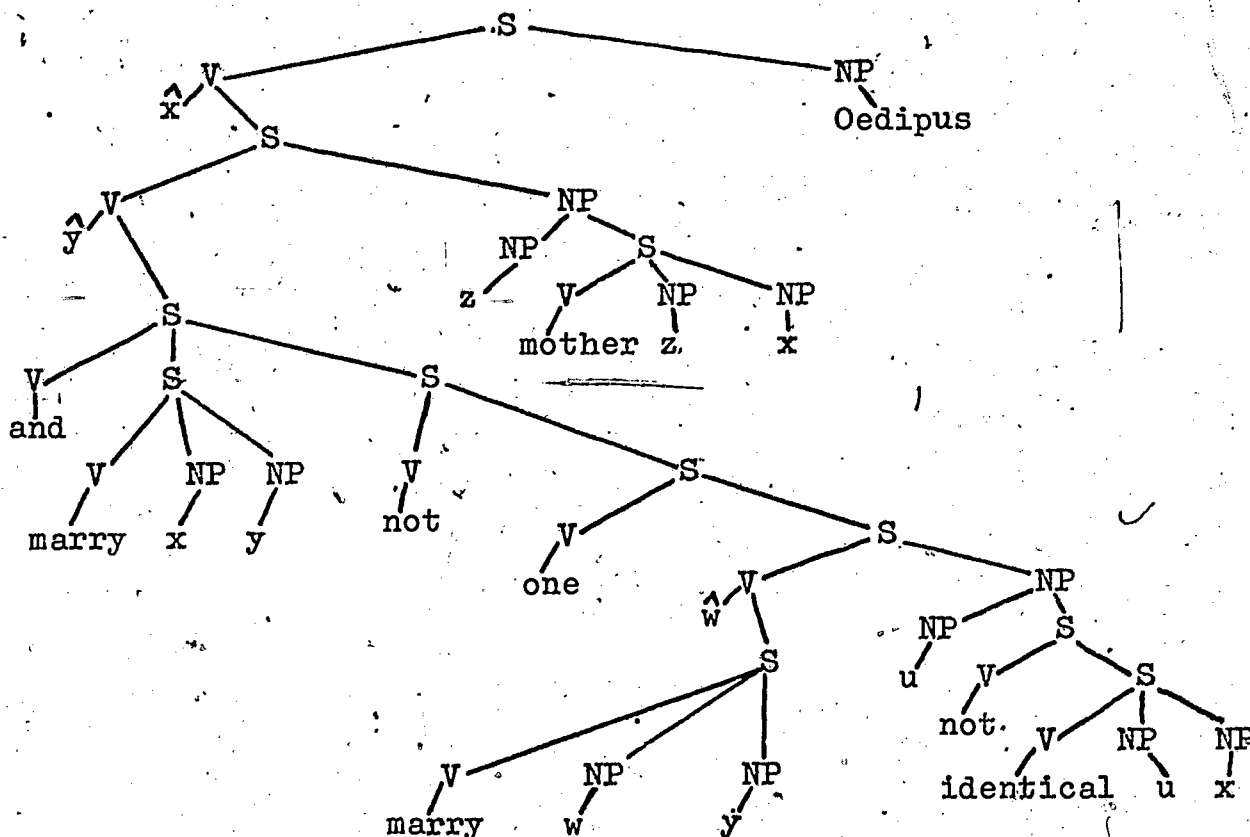 S
V NP
x̂ Oedipus
S
V NP
ŷ NP S
z V NP NP
S mother z x
V S S
and
V NP NP V S
marry x y not V S
one V NP
ŵ NP S
S u V S
not V NP NP
V NP NP identical u x
marry w y